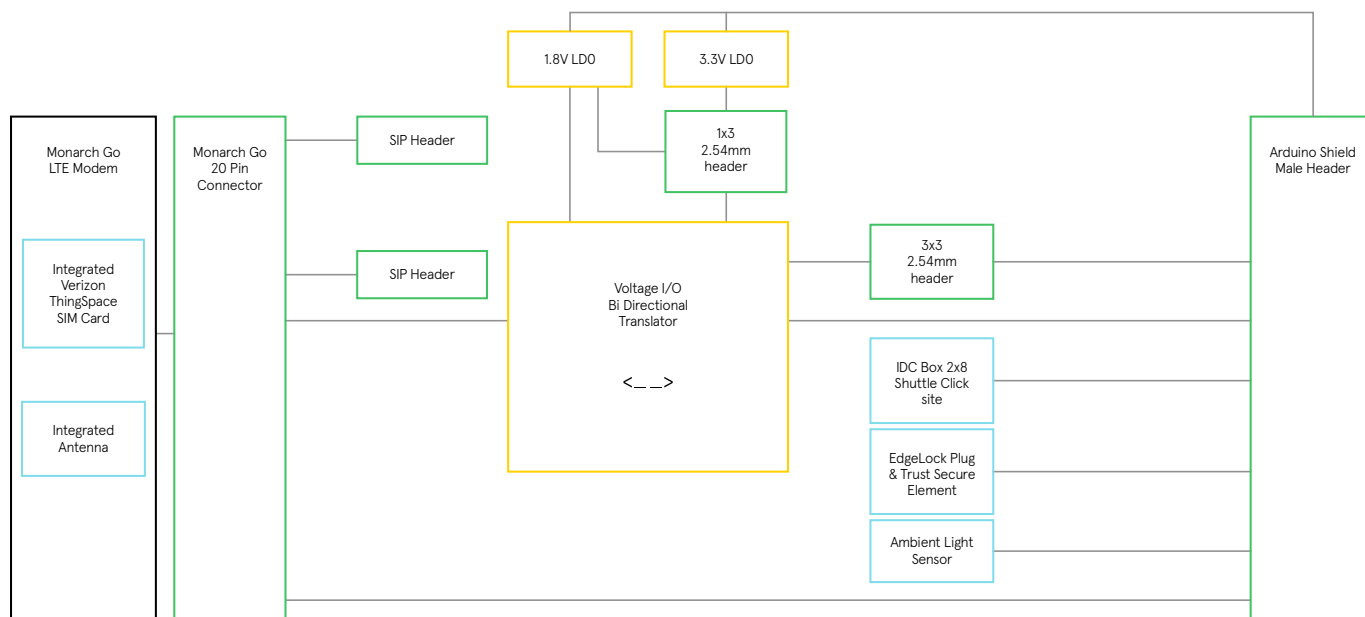 1.8V LDO
3.3V LDO
Monarch Go
LTE Modem
Monarch Go
20 Pin
Connector
SIP Header
1x3
2.54mm
header
Arduino Shield
Male Header
Integrated
Verizon
ThingSpace
SIM Card
SIP Header
Voltage I/O
Bi Directional
Translator
<_ _>
3x3
2.54mm
header
IDC Box 2x8
Shuttle Click
site
Integrated
Antenna
EdgeLock Plug
& Trust Secure
Element
Ambient Light
Sensor